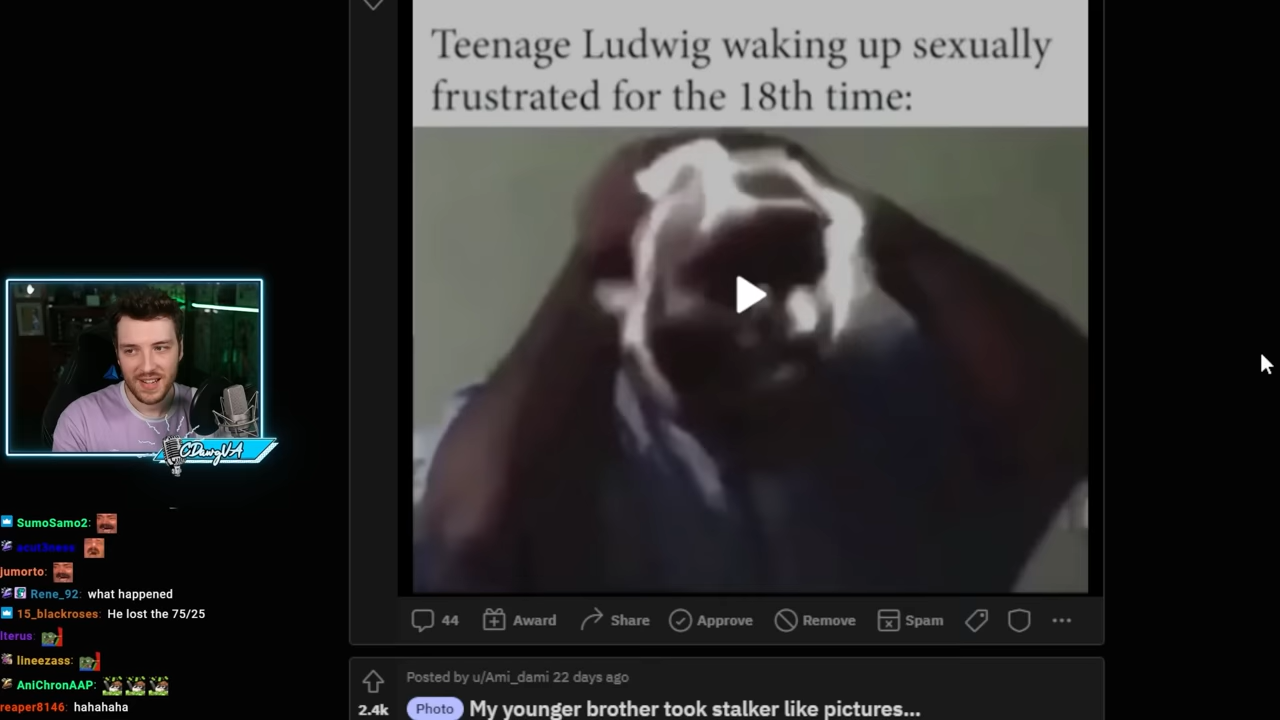 Teenage Ludwig waking up sexually
frustrated for the 18th time:
CDawgVA
SumoSamo2:
jumorto:
Rene_92: what happened
15_blackroses: He lost the 75/25
lterus:
lineezass:
AniChronAAP:
reaper8146: hahahaha
44
Award
Share
Approve
Remove
Spam
Posted by u/Ami_dami 22 days ago
2.4k
Photo
My younger brother took stalker like pictures...